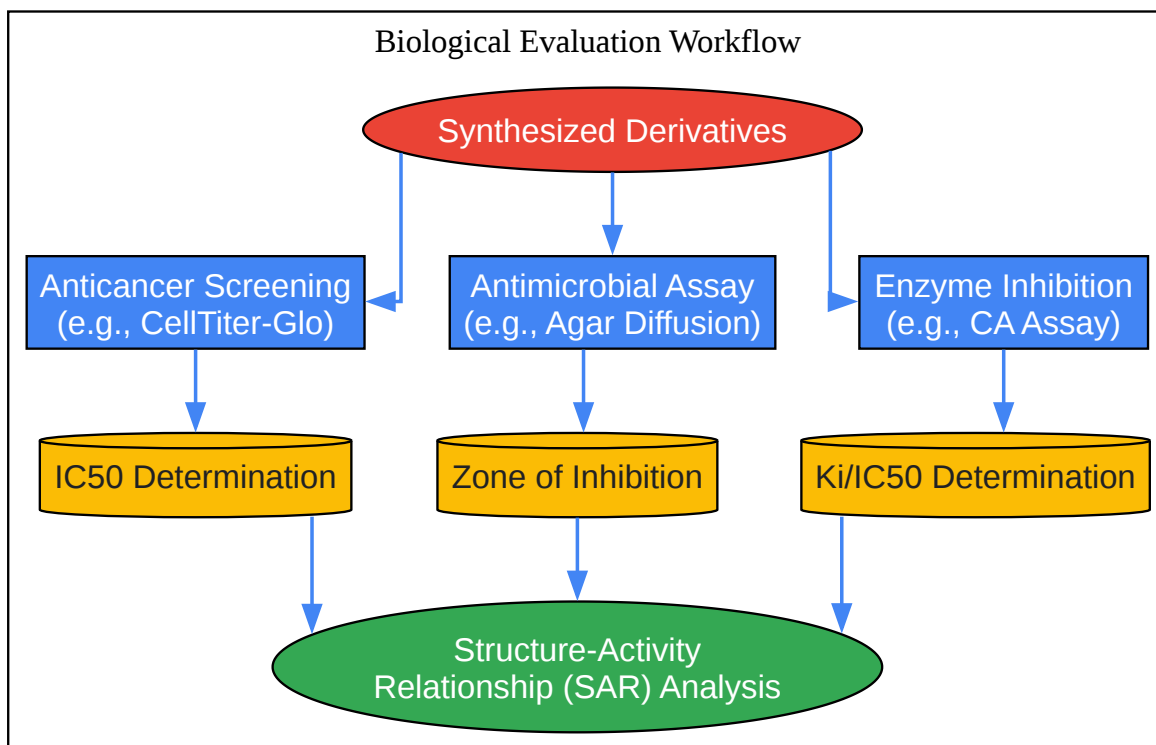 Biological Evaluation Workflow
Synthesized Derivatives
Anticancer Screening
(e.g., CellTiter-Glo)
Antimicrobial Assay
(e.g., Agar Diffusion)
Enzyme Inhibition
(e.g., CA Assay)
IC50 Determination
Zone of Inhibition
Ki/IC50 Determination
Structure-Activity
Relationship (SAR) Analysis